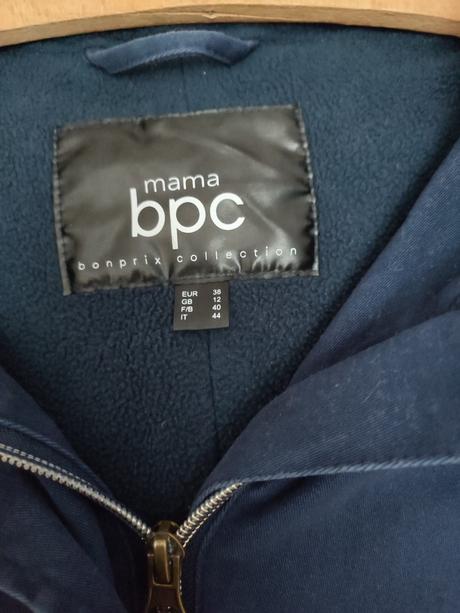 mama
bpc
bonprix collection
EUR 38
GB 12
F/B 40
IT 44